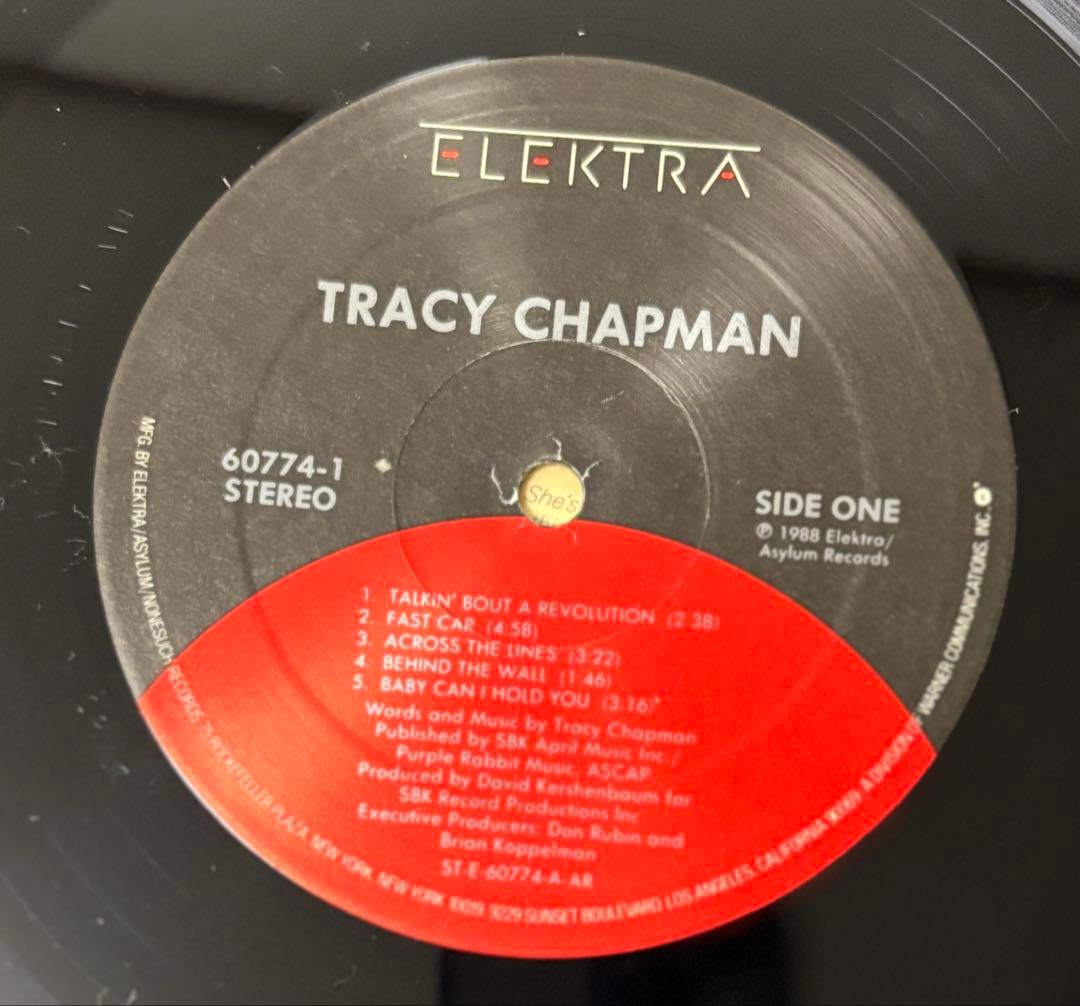 ELEKTRA
TRACY CHAPMAN
60774-1
STEREO
She's
SIDE ONE
℗ 1988 Elektra/
Asylum Records
1. TALKIN' BOUT A REVOLUTION (2:38)
2. FAST CAR (4:58)
3. ACROSS THE LINES (3:22)
4. BEHIND THE WALL (1:46)
5. BABY CAN I HOLD YOU (3:16)*
Words and Music by Tracy Chapman
Published by SBK April Music Inc./
Purple Rabbit Music, ASCAP
Produced by David Kershenbaum for
SBK Record Productions Inc
Executive Producers: Don Rubin and
Brian Koppelman
ST-E-60774-A-AR
MFG. BY ELEKTRA/ASYLUM/NONESUCH RECORDS, 75 ROCKEFELLER PLAZA, NEW YORK, NEW YORK 10019. 9229 SUNSET BOULEVARD, LOS ANGELES, CALIFORNIA 90069. A DIVISION OF WARNER COMMUNICATIONS, INC.